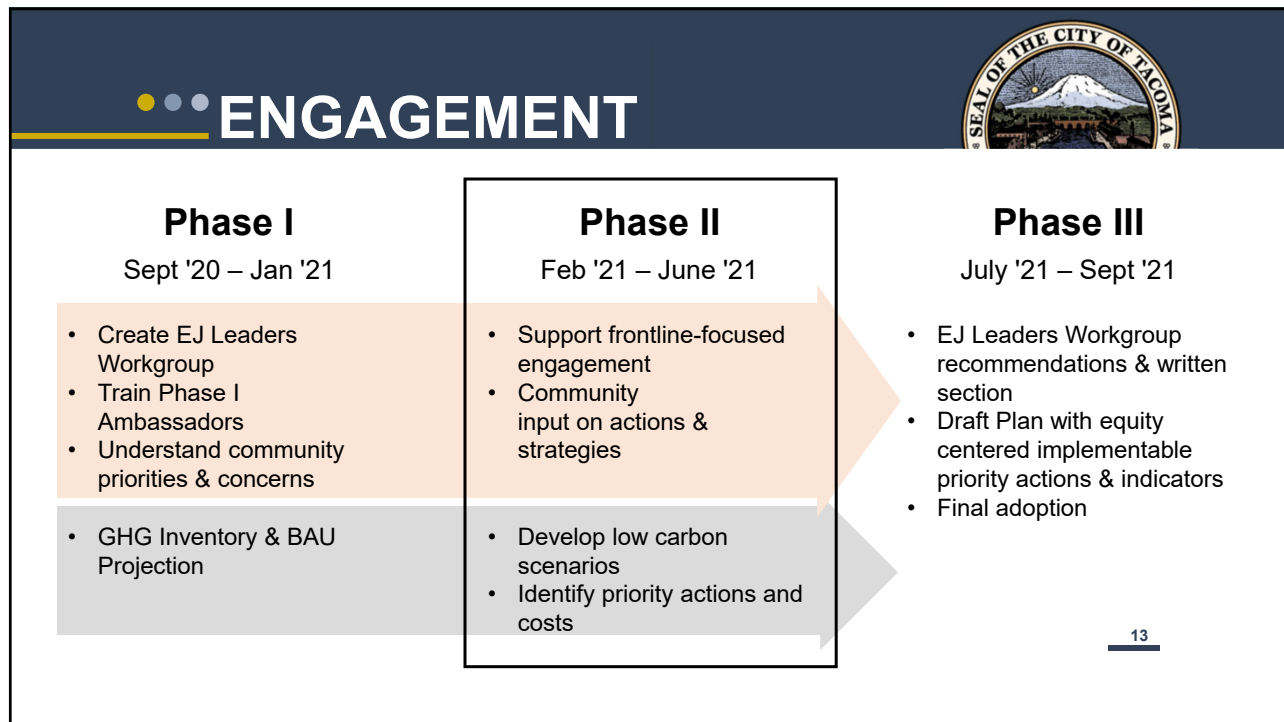 ENGAGEMENT
SEAL OF THE CITY OF TACOMA
Phase I
Sept '20 – Jan '21
• Create EJ Leaders
Workgroup
• Train Phase I
Ambassadors
• Understand community
priorities & concerns
• GHG Inventory & BAU
Projection
Phase II
Feb '21 – June '21
• Support frontline-focused
engagement
• Community
input on actions &
strategies
• Develop low carbon
scenarios
• Identify priority actions and
costs
Phase III
July '21 – Sept '21
• EJ Leaders Workgroup
recommendations & written
section
• Draft Plan with equity
centered implementable
priority actions & indicators
• Final adoption
13